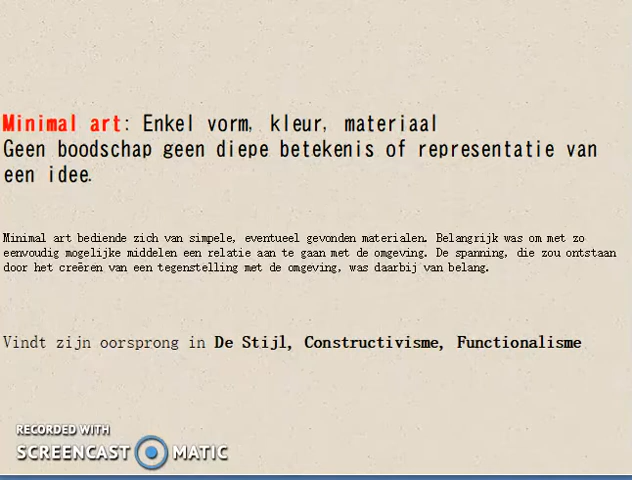 Minimal art: Enkel vorm, kleur, materiaal
Geen boodschap geen diepe betekenis of representatie van
een idee.
Minimal art bediende zich van simpele, eventueel gevonden materialen. Belangrijk was om met zo
eenvoudig mogelijke middelen een relatie aan te gaan met de omgeving. De spanning, die zou ontstaan
door het creëren van een tegenstelling met de omgeving, was daarbij van belang.
Vindt zijn oorsprong in De Stijl, Constructivisme, Functionalisme
RECORDED WITH
SCREENCAST MATIC